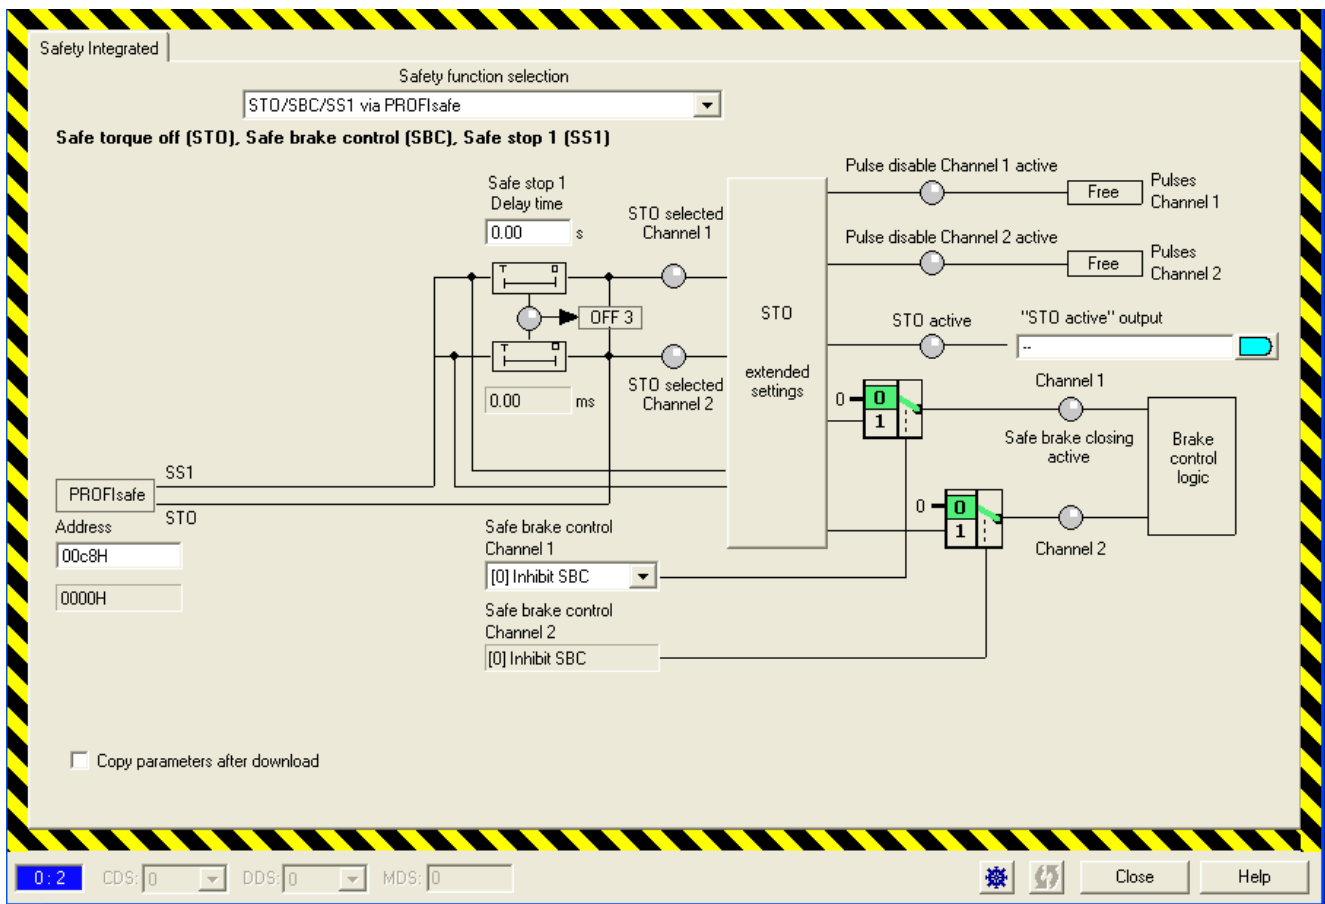 Safety Integrated
Safety function selection
STO/SBC/SS1 via PROFIsafe
Safe torque off (STO), Safe brake control (SBC), Safe stop 1 (SS1)
Safe stop 1
Delay time
0.00 s
STO selected
Channel 1
T 0
OFF 3
T 0
0.00 ms
STO selected
Channel 2
STO
extended
settings
Pulse disable Channel 1 active
Free
Pulses
Channel 1
Pulse disable Channel 2 active
Free
Pulses
Channel 2
STO active
"STO active" output
--
0
0
1
Channel 1
Safe brake closing
active
Brake
control
logic
0
0
1
Channel 2
PROFIsafe
SS1
STO
Address
00c8H
0000H
Safe brake control
Channel 1
[0] Inhibit SBC
Safe brake control
Channel 2
[0] Inhibit SBC
Copy parameters after download
0 : 2 CDS: 0 DDS: 0 MDS: 0 Close Help